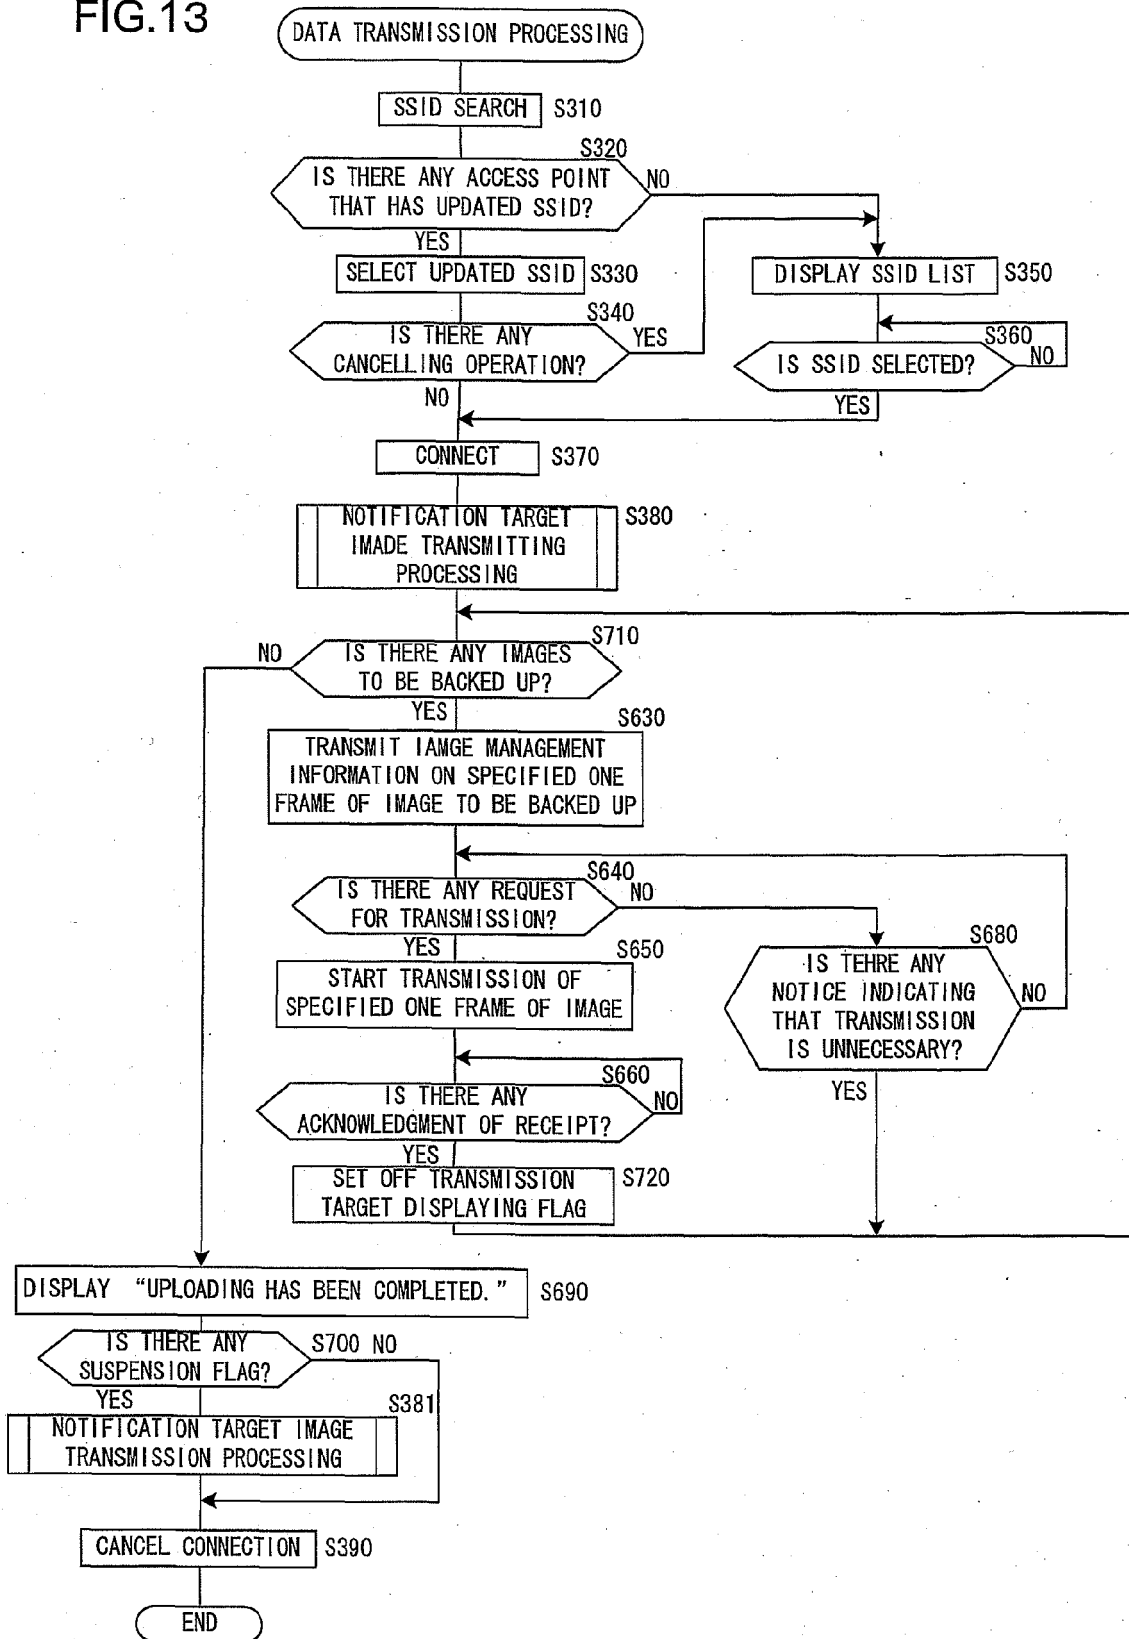 FIG.13
DATA TRANSMISSION PROCESSING
SSID SEARCH
S310
S320
IS THERE ANY ACCESS POINT
THAT HAS UPDATED SSID?
NO
YES
SELECT UPDATED SSID
S330
DISPLAY SSID LIST
S350
S340
IS THERE ANY
CANCELLING OPERATION?
YES
NO
S360
IS SSID SELECTED?
NO
YES
CONNECT
S370
NOTIFICATION TARGET
IMADE TRANSMITTING
PROCESSING
S380
S710
IS THERE ANY IMAGES
TO BE BACKED UP?
NO
YES
S630
TRANSMIT IAMGE MANAGEMENT
INFORMATION ON SPECIFIED ONE
FRAME OF IMAGE TO BE BACKED UP
S640
IS THERE ANY REQUEST
FOR TRANSMISSION?
NO
YES
S650
START TRANSMISSION OF
SPECIFIED ONE FRAME OF IMAGE
S680
IS TEHRE ANY
NOTICE INDICATING
THAT TRANSMISSION
IS UNNECESSARY?
NO
YES
S660
IS THERE ANY
ACKNOWLEDGMENT OF RECEIPT?
NO
YES
SET OFF TRANSMISSION
TARGET DISPLAYING FLAG
S720
DISPLAY “UPLOADING HAS BEEN COMPLETED.”
S690
IS THERE ANY
SUSPENSION FLAG?
S700 NO
YES
S381
NOTIFICATION TARGET IMAGE
TRANSMISSION PROCESSING
CANCEL CONNECTION
S390
END